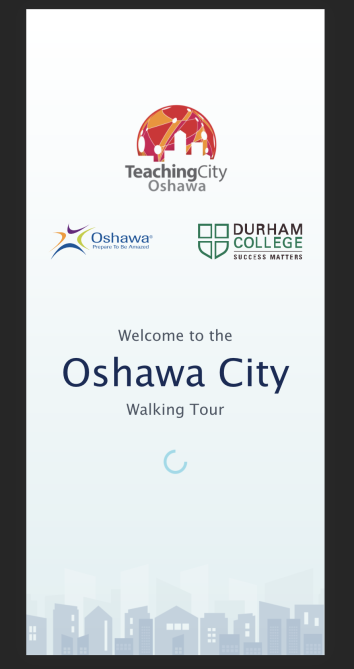 TeachingCity
Oshawa
Oshawa®
Prepare To Be Amazed
DURHAM
COLLEGE
SUCCESS MATTERS
Welcome to the
Oshawa City
Walking Tour